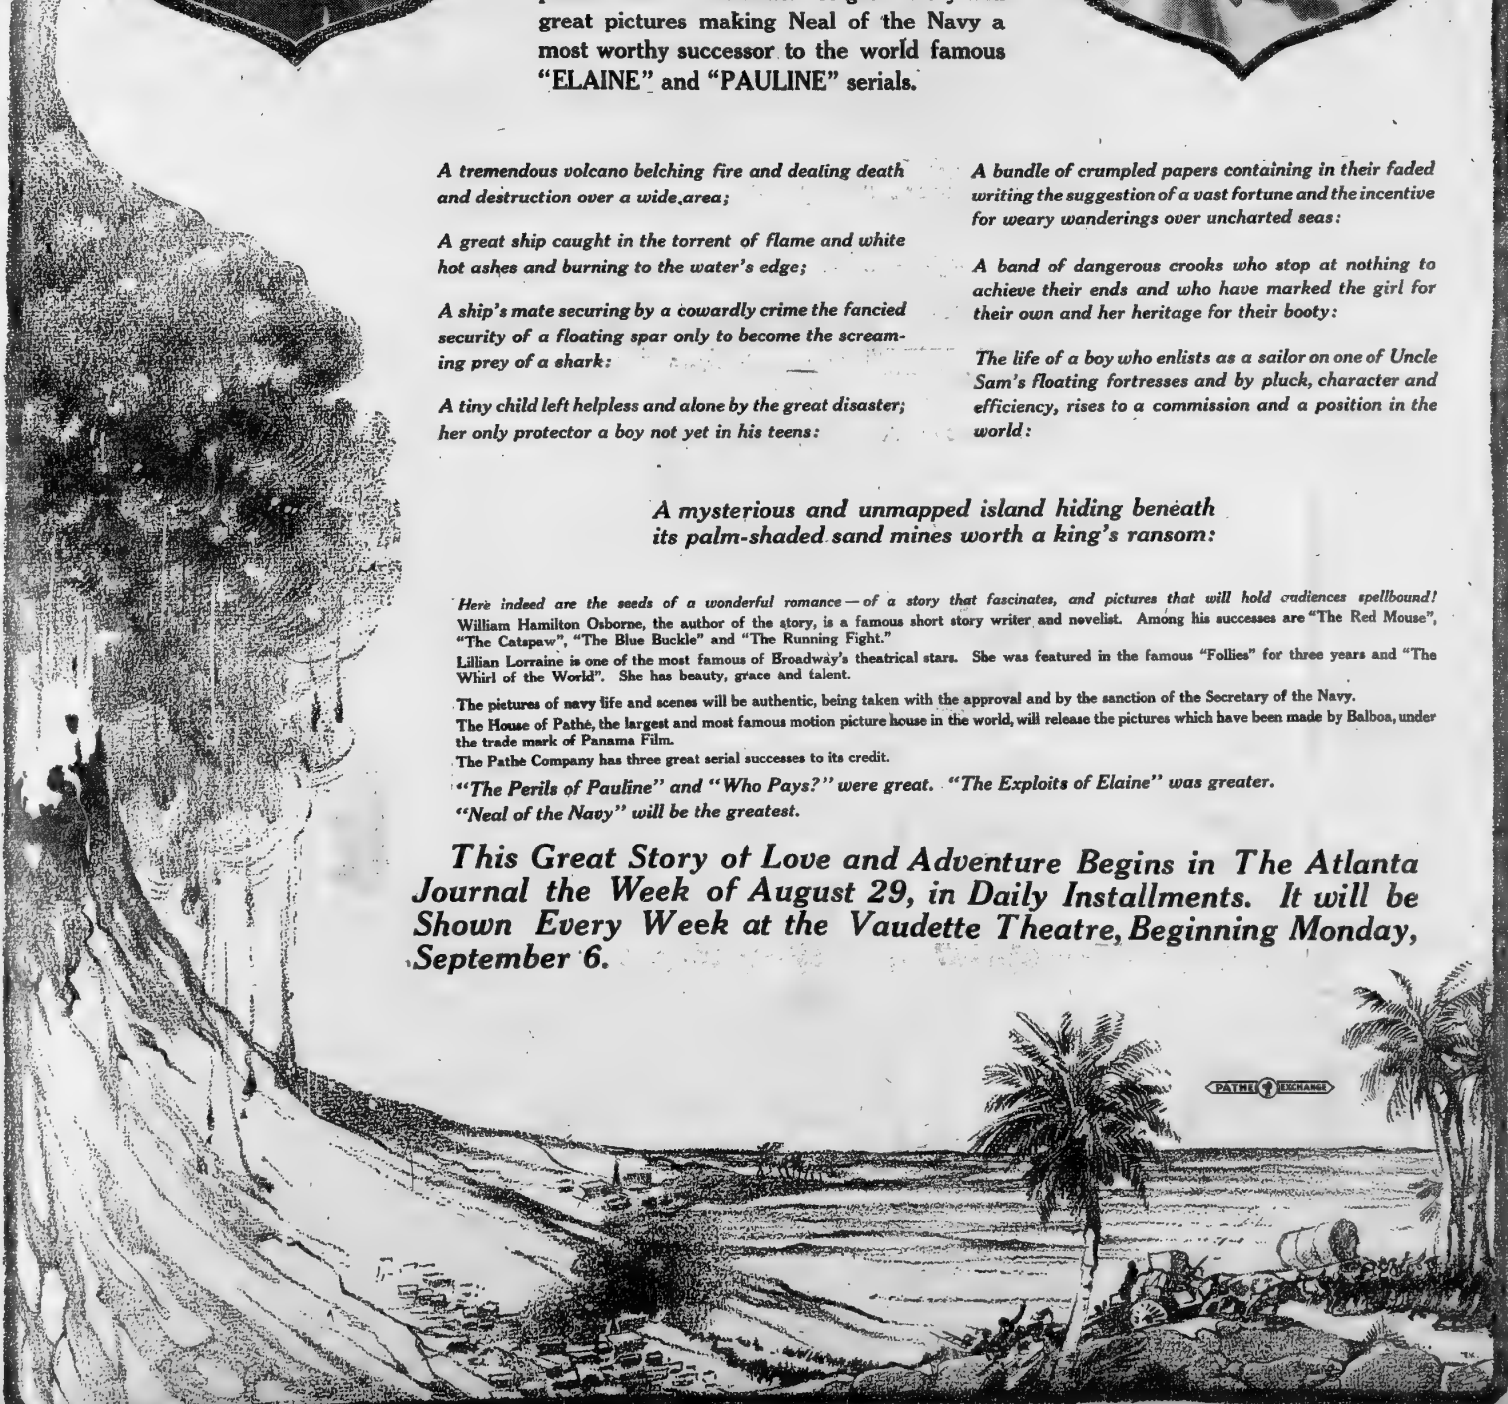 great pictures making Neal of the Navy a
most worthy successor to the world famous
“ELAINE” and “PAULINE” serials.
A tremendous volcano belching fire and dealing death
and destruction over a wide area;
A great ship caught in the torrent of flame and white
hot ashes and burning to the water’s edge;
A ship’s mate securing by a cowardly crime the fancied
security of a floating spar only to become the scream-
ing prey of a shark:
A tiny child left helpless and alone by the great disaster;
her only protector a boy not yet in his teens:
A bundle of crumpled papers containing in their faded
writing the suggestion of a vast fortune and the incentive
for weary wanderings over uncharted seas:
A band of dangerous crooks who stop at nothing to
achieve their ends and who have marked the girl for
their own and her heritage for their booty:
The life of a boy who enlists as a sailor on one of Uncle
Sam’s floating fortresses and by pluck, character and
efficiency, rises to a commission and a position in the
world:
A mysterious and unmapped island hiding beneath
its palm-shaded sand mines worth a king’s ransom:
Here indeed are the seeds of a wonderful romance—of a story that fascinates, and pictures that will hold audiences spellbound!
William Hamilton Osborne, the author of the story, is a famous short story writer and novelist. Among his successes are “The Red Mouse”,
“The Catspaw”, “The Blue Buckle” and “The Running Fight.”
Lillian Lorraine is one of the most famous of Broadway’s theatrical stars. She was featured in the famous “Follies” for three years and “The
Whirl of the World”. She has beauty, grace and talent.
The pictures of navy life and scenes will be authentic, being taken with the approval and by the sanction of the Secretary of the Navy.
The House of Pathé, the largest and most famous motion picture house in the world, will release the pictures which have been made by Balboa, under
the trade mark of Panama Film.
The Pathé Company has three great serial successes to its credit.
“The Perils of Pauline” and “Who Pays?” were great. “The Exploits of Elaine” was greater.
“Neal of the Navy” will be the greatest.
This Great Story of Love and Adventure Begins in The Atlanta
Journal the Week of August 29, in Daily Installments. It will be
Shown Every Week at the Vaudette Theatre, Beginning Monday,
September 6.
PATHE EXCHANGE